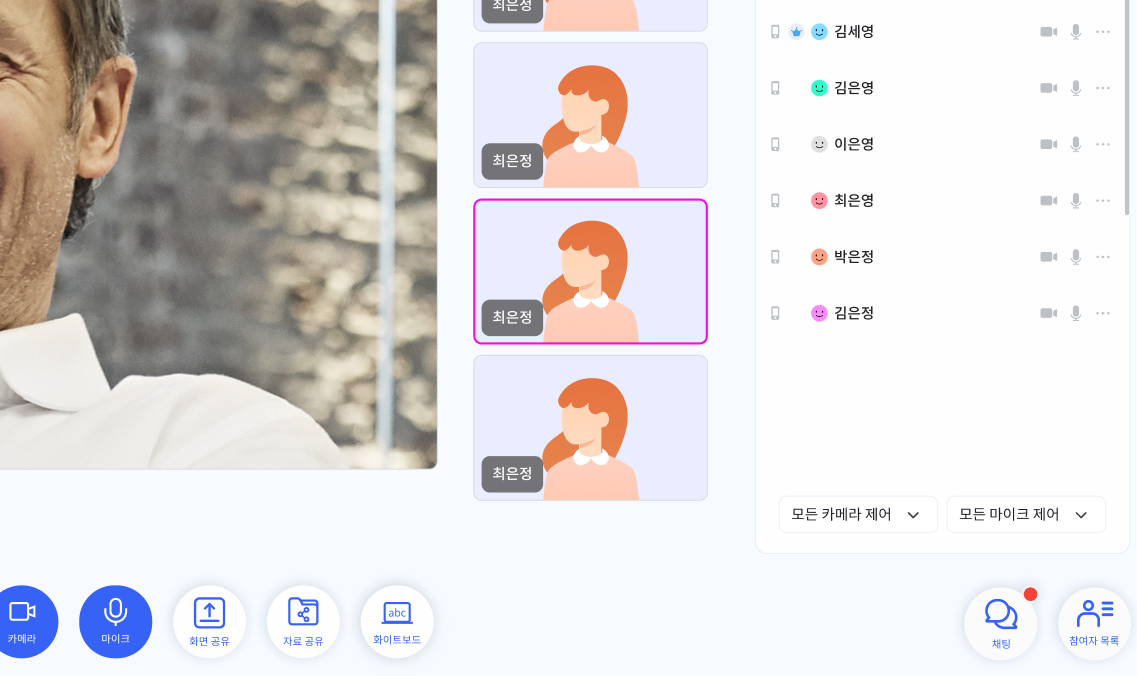 최은정
최은정
최은정
최은정
김세영
김은영
이은영
최은영
박은정
김은정
모든 카메라 제어
모든 마이크 제어
카메라
마이크
화면 공유
자료 공유
abc
화이트보드
채팅
참여자 목록